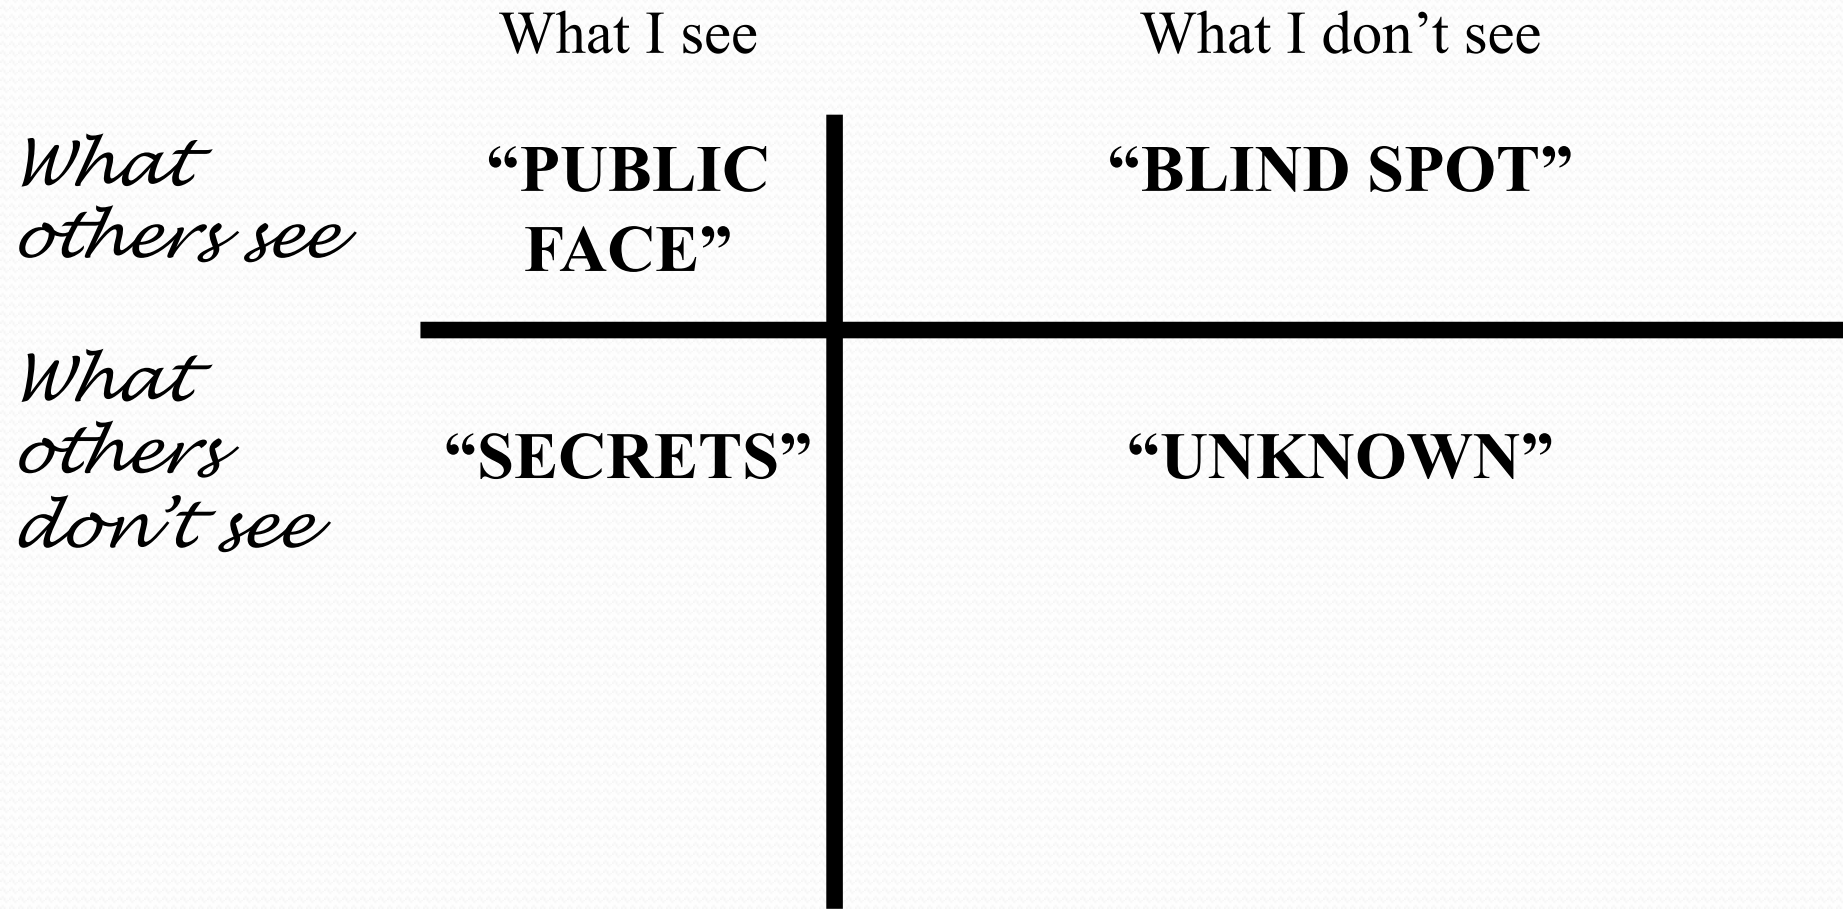 What I see
What I don’t see
What
others see
“PUBLIC
FACE”
“BLIND SPOT”
What
others
don’t see
“SECRETS”
“UNKNOWN”